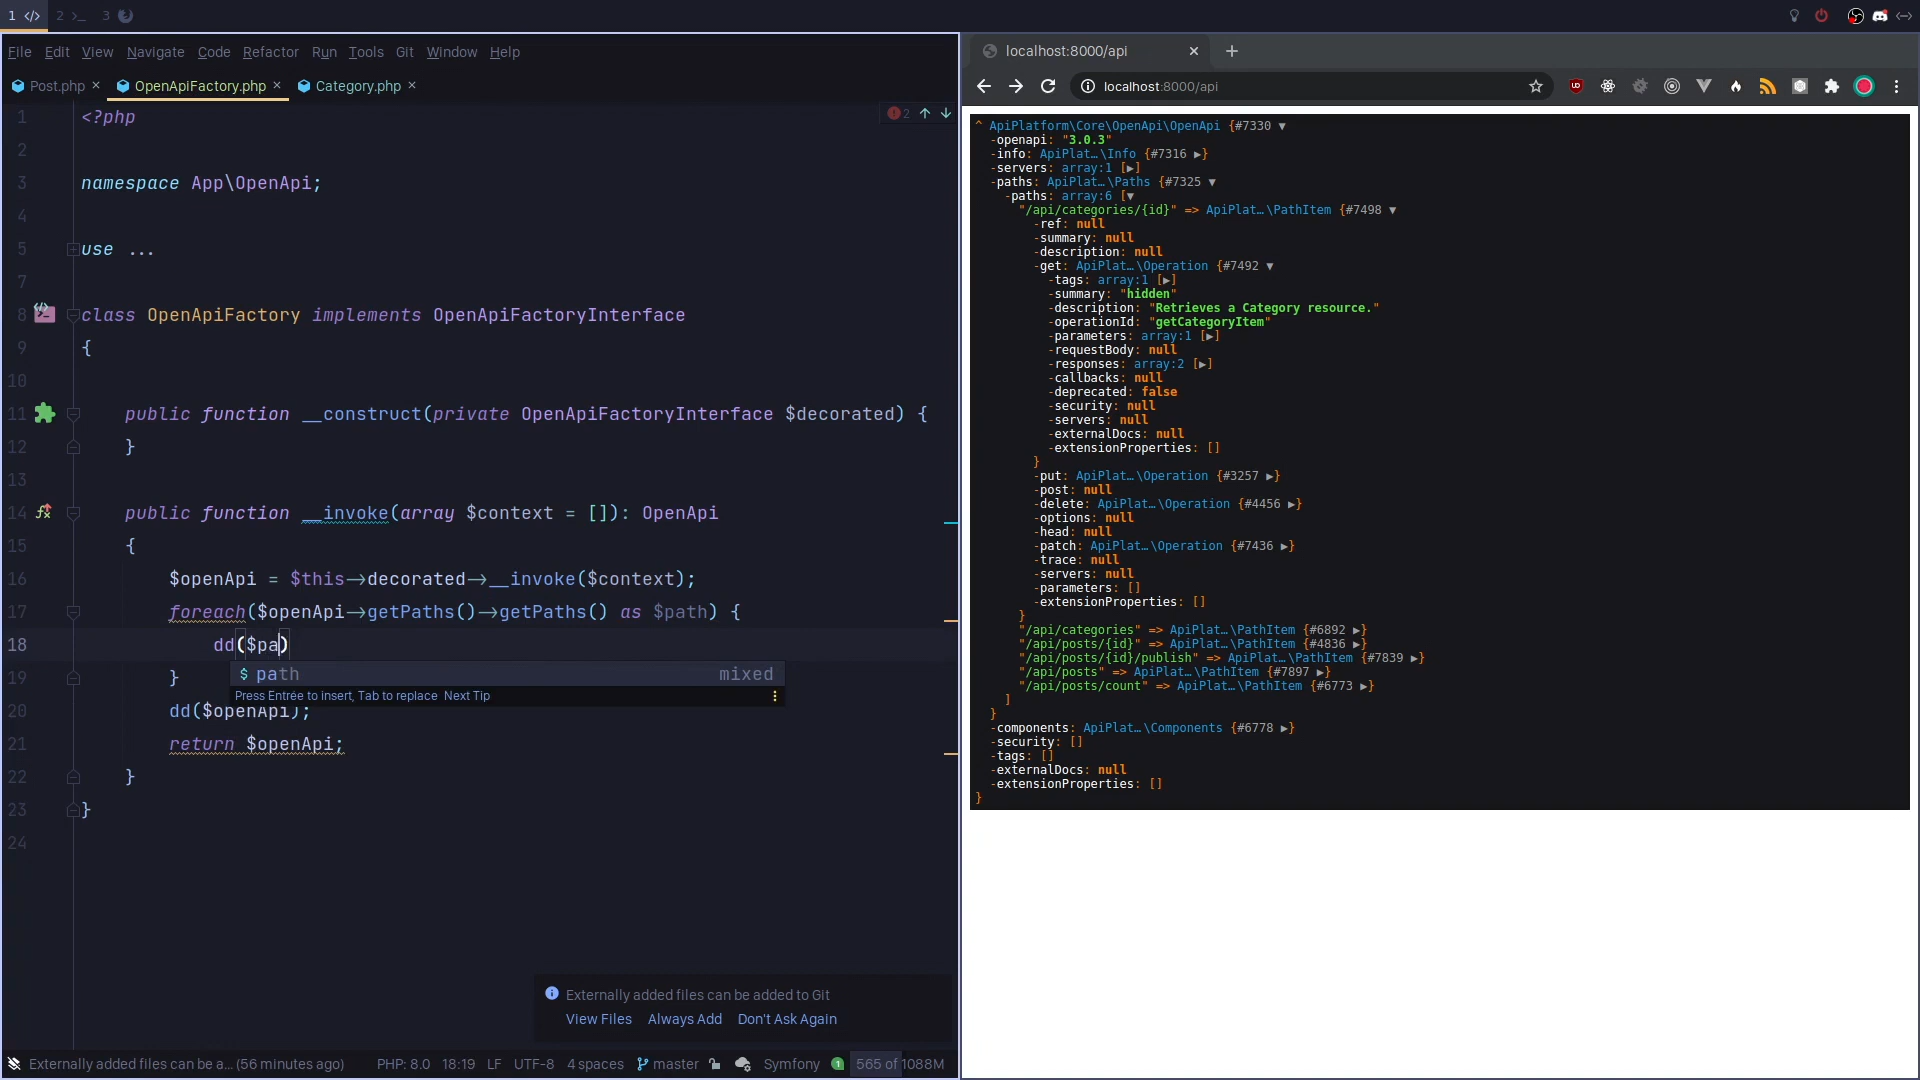 1 </> 2 >_ 3
File Edit View Navigate Code Refactor Run Tools Git Window Help
Post.php × OpenApiFactory.php × Category.php ×
2
1 <?php
2
3 namespace App\OpenApi;
4
5 use ...
7
8 class OpenApiFactory implements OpenApiFactoryInterface
9 {
10
11 public function __construct(private OpenApiFactoryInterface $decorated) {
12 }
13
14 public function __invoke(array $context = []): OpenApi
15 {
16 $openApi = $this->decorated->__invoke($context);
17 foreach($openApi->getPaths()->getPaths() as $path) {
18 dd($pa)
$ path mixed
19 }
Press Entrée to insert, Tab to replace Next Tip
20 dd($openApi);
21 return $openApi;
22 }
23 }
24
Externally added files can be added to Git
View Files Always Add Don't Ask Again
Externally added files can be a... (56 minutes ago) PHP: 8.0 18:19 LF UTF-8 4 spaces master Symfony 1 565 of 1088M
localhost:8000/api × +
localhost:8000/api
^ ApiPlatform\Core\OpenApi\OpenApi {#7330 ▼
-openapi: "3.0.3"
-info: ApiPlat…\Info {#7316 ▶}
-servers: array:1 [▶]
-paths: ApiPlat…\Paths {#7325 ▼
-paths: array:6 [▼
"/api/categories/{id}" => ApiPlat…\PathItem {#7498 ▼
-ref: null
-summary: null
-description: null
-get: ApiPlat…\Operation {#7492 ▼
-tags: array:1 [▶]
-summary: "hidden"
-description: "Retrieves a Category resource."
-operationId: "getCategoryItem"
-parameters: array:1 [▶]
-requestBody: null
-responses: array:2 [▶]
-callbacks: null
-deprecated: false
-security: null
-servers: null
-externalDocs: null
-extensionProperties: []
}
-put: ApiPlat…\Operation {#3257 ▶}
-post: null
-delete: ApiPlat…\Operation {#4456 ▶}
-options: null
-head: null
-patch: ApiPlat…\Operation {#7436 ▶}
-trace: null
-servers: null
-parameters: []
-extensionProperties: []
}
"/api/categories" => ApiPlat…\PathItem {#6892 ▶}
"/api/posts/{id}" => ApiPlat…\PathItem {#4836 ▶}
"/api/posts/{id}/publish" => ApiPlat…\PathItem {#7839 ▶}
"/api/posts" => ApiPlat…\PathItem {#7897 ▶}
"/api/posts/count" => ApiPlat…\PathItem {#6773 ▶}
]
}
-components: ApiPlat…\Components {#6778 ▶}
-security: []
-tags: []
-externalDocs: null
-extensionProperties: []
}